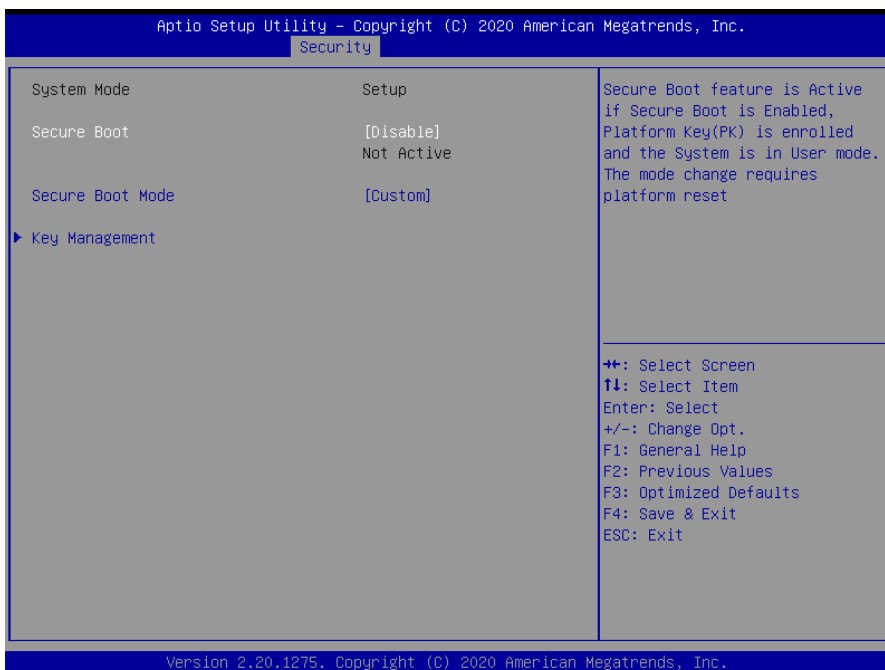 Aptio Setup Utility – Copyright (C) 2020 American Megatrends, Inc.
Security
System Mode Setup
Secure Boot [Disable]
Not Active
Secure Boot Mode [Custom]
Key Management
Secure Boot feature is Active
if Secure Boot is Enabled,
Platform Key(PK) is enrolled
and the System is in User mode.
The mode change requires
platform reset
→←: Select Screen
↑↓: Select Item
Enter: Select
+/-: Change Opt.
F1: General Help
F2: Previous Values
F3: Optimized Defaults
F4: Save & Exit
ESC: Exit
Version 2.20.1275. Copyright (C) 2020 American Megatrends, Inc.